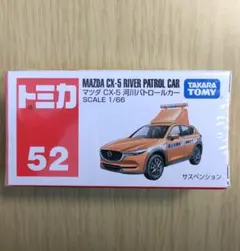 トミカ
MAZDA CX-5 RIVER PATROL CAR
マツダ CX-5 河川パトロールカー
SCALE 1/66
TAKARA
TOMY
52
サスペンション